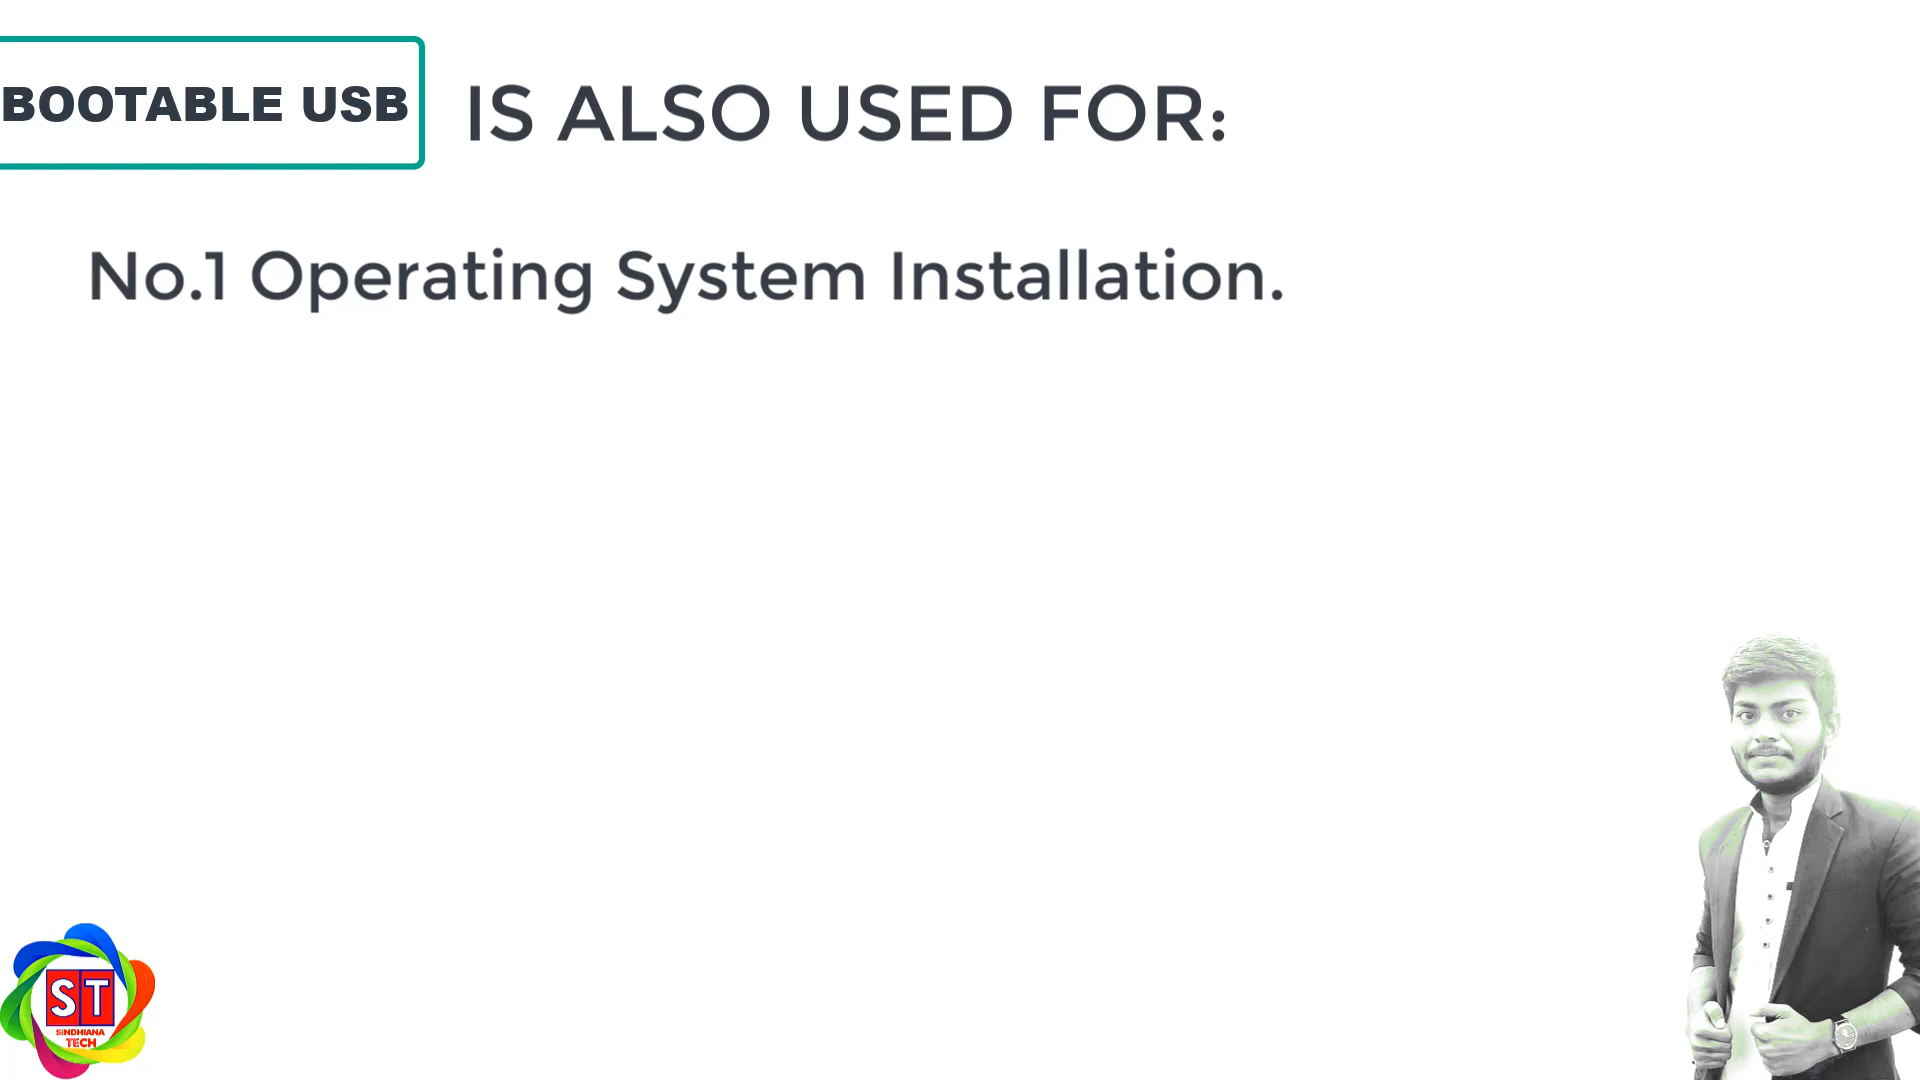 BOOTABLE USB IS ALSO USED FOR:
No.1 Operating System Installation.
ST
SINDHIANA
TECH